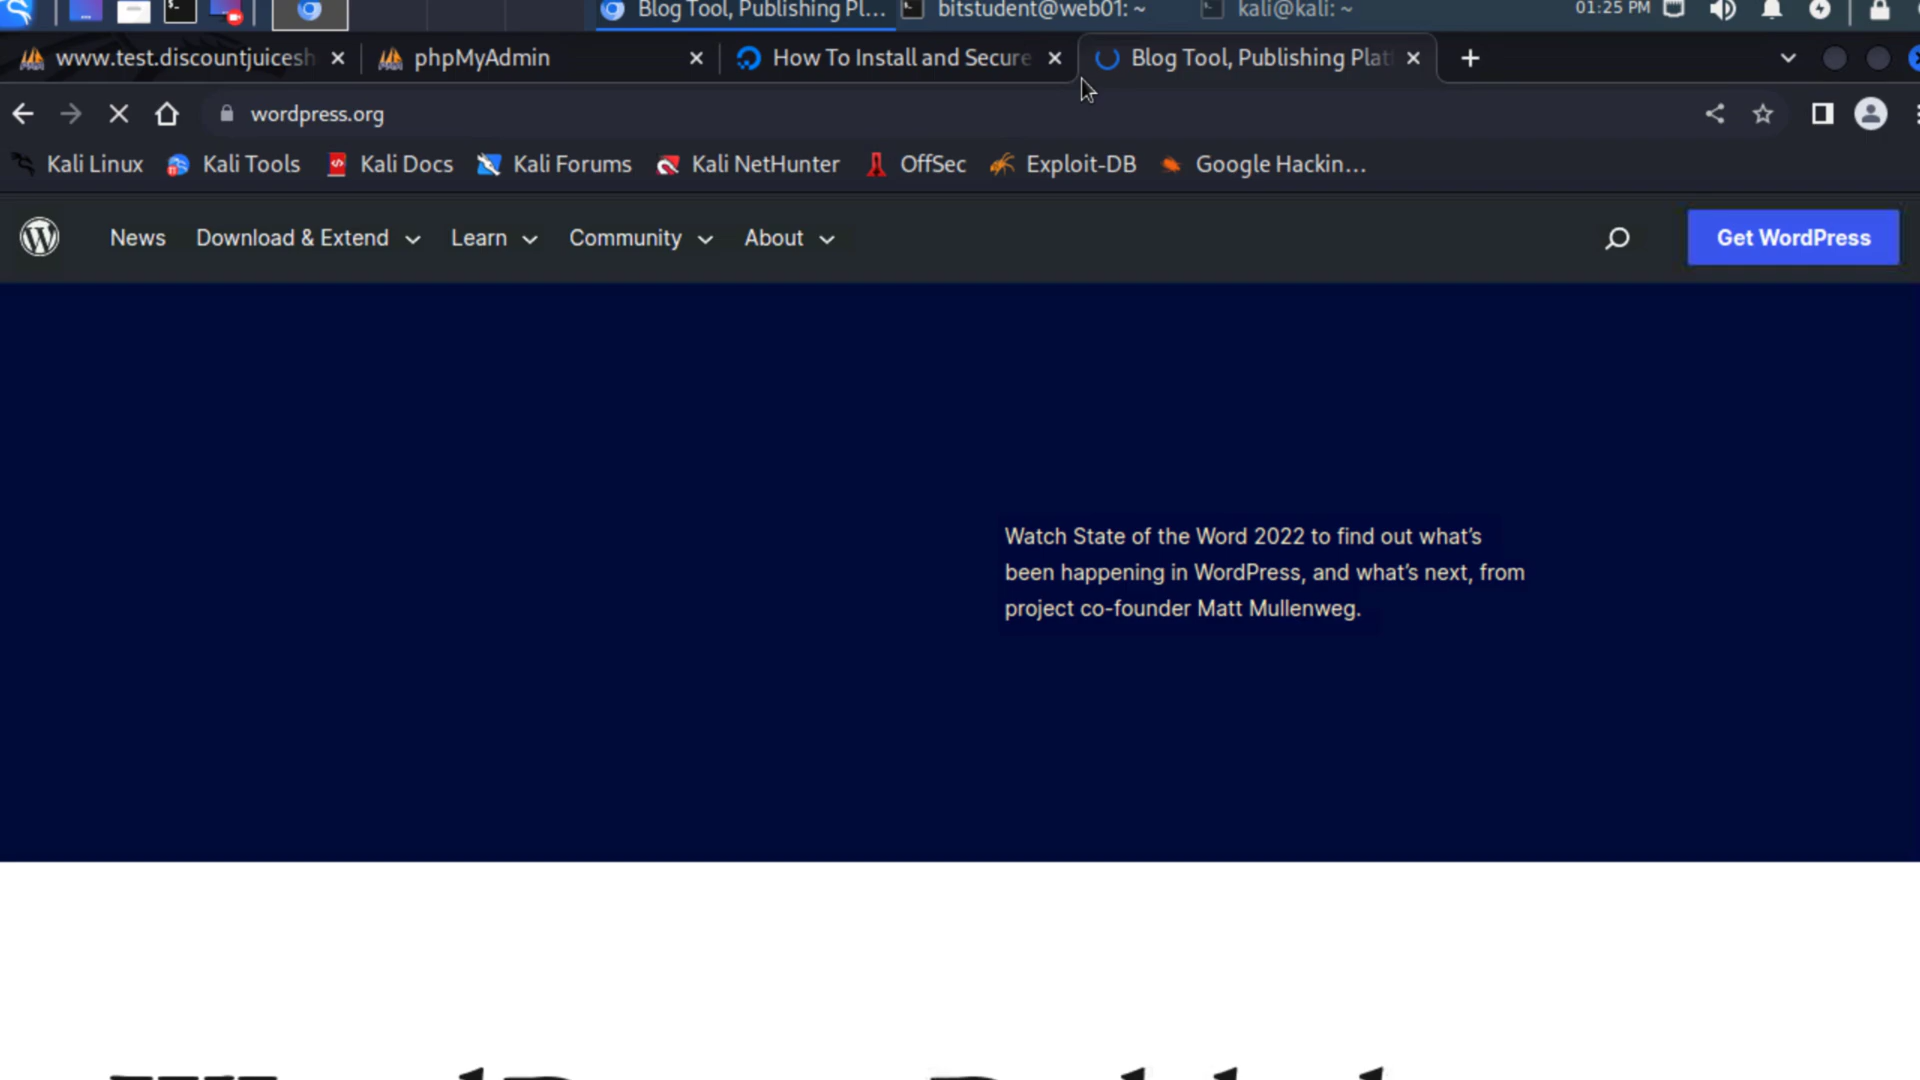 Blog Tool, Publishing Pl... bitstudent@web01: ~ kali@kali: ~ 01:25 PM
www.test.discountjuicesh phpMyAdmin How To Install and Secure Blog Tool, Publishing Plat
wordpress.org
Kali Linux Kali Tools Kali Docs Kali Forums Kali NetHunter OffSec Exploit-DB Google Hackin...
News Download & Extend Learn Community About Get WordPress
Watch State of the Word 2022 to find out what's
been happening in WordPress, and what's next, from
project co-founder Matt Mullenweg.